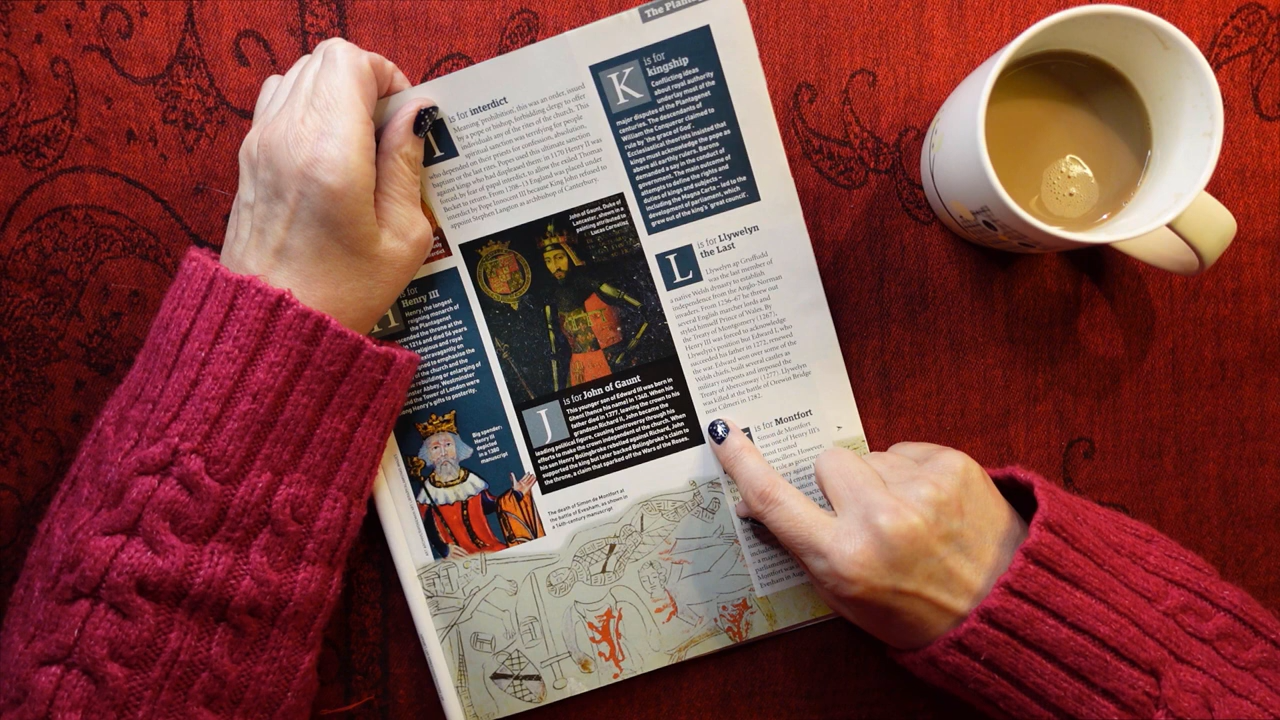 The Planta
I
is for interdict
Meaning 'prohibition', this was an order, issued
by a pope or bishop, forbidding clergy to offer
individuals any of the rites of the church. This
spiritual sanction was terrifying for people
who depended on their priests for confession, absolution,
baptism or the last rites. Popes used this ultimate sanction
against kings who had displeased them: in 1170 Henry II was
forced, by fear of papal interdict, to allow the exiled Thomas
Becket to return. From 1208–13 England was placed under
interdict by Pope Innocent III because King John refused to
appoint Stephen Langton as archbishop of Canterbury.
H
is for
Henry III
Henry, the longest
reigning monarch of
the Plantagenet
ascended the throne at the
1216 and died 56 years
religious and royal
extravagantly on
igned to emphasise the
of the church and the
rebuilding or enlarging of
nster Abbey, Westminster
and the Tower of London were
Henry's gifts to posterity.
Big spender:
Henry III
depicted
in a 1380
manuscript
John of Gaunt, Duke of
Lancaster, shown in a
painting attributed to
Lucas Cornelisz
J
is for John of Gaunt
This younger son of Edward III was born in
Ghent (hence his name) in 1340. When his
father died in 1377, leaving the crown to his
grandson Richard II, John became the
leading political figure, causing controversy through his
efforts to make the crown independent of the church. When
his son Henry Bolingbroke rebelled against Richard, John
supported the king but later backed Bolingbroke's claim to
the throne, a claim that sparked off the Wars of the Roses.
The death of Simon de Montfort at
the battle of Evesham, as shown in
a 14th-century manuscript
K
is for
kingship
Conflicting ideas
about royal authority
underlay most of the
major disputes of the Plantagenet
centuries. The descendants of
William the Conqueror claimed to
rule by 'the grace of God'.
Ecclesiastical theorists insisted that
kings must acknowledge the pope as
above all earthly rulers. Barons
demanded a say in the conduct of
government. The main outcome of
attempts to define the rights and
duties of kings and subjects –
including the Magna Carta – led to the
development of parliament, which
grew out of the king's 'great council'.
L
is for Llywelyn
the Last
Llywelyn ap Gruffudd
was the last member of
a native Welsh dynasty to establish
independence from the Anglo-Norman
invaders. From 1256–67 he threw out
several English marcher lords and
styled himself Prince of Wales. By
the Treaty of Montgomery (1267),
Henry III was forced to acknowledge
Llywelyn's position but Edward I, who
succeeded his father in 1272, renewed
the war. Edward won over some of the
Welsh chiefs, built several castles as
military outposts and imposed the
Treaty of Aberconwy (1277). Llywelyn
was killed at the battle of Orewin Bridge
near Cilmeri in 1282.
is for Montfort
Simon de Montfort
was one of Henry III's
most trusted
councillors. However,
Montfort was
Evesham in Aug